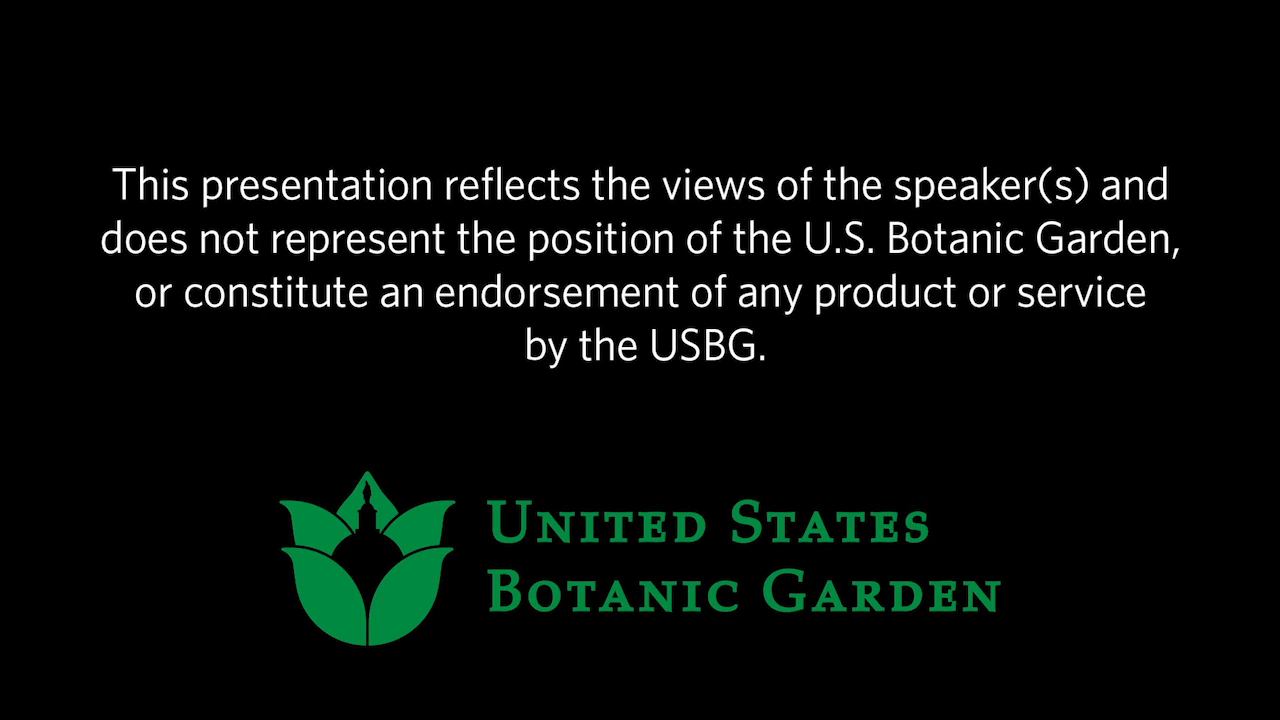 This presentation reflects the views of the speaker(s) and
does not represent the position of the U.S. Botanic Garden,
or constitute an endorsement of any product or service
by the USBG.
UNITED STATES
BOTANIC GARDEN